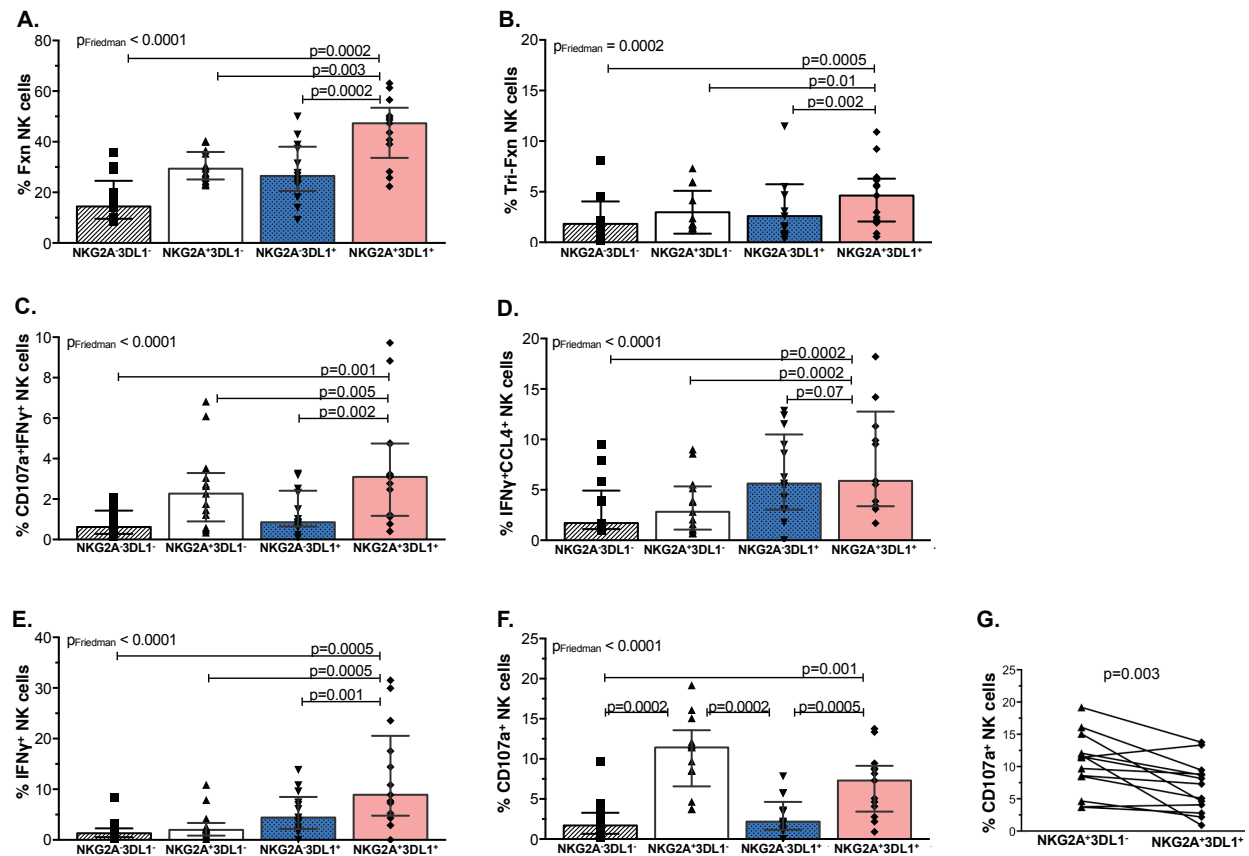 A.
pFriedman < 0.0001
p=0.0002
p=0.003
p=0.0002
% Fxn NK cells
80
60
40
20
0
NKG2A⁻3DL1⁻ NKG2A⁺3DL1⁻ NKG2A⁻3DL1⁺ NKG2A⁺3DL1⁺
B.
pFriedman = 0.0002
p=0.0005
p=0.01
p=0.002
% Tri-Fxn NK cells
20
15
10
5
0
NKG2A⁻3DL1⁻ NKG2A⁺3DL1⁻ NKG2A⁻3DL1⁺ NKG2A⁺3DL1⁺
C.
pFriedman < 0.0001
p=0.001
p=0.005
p=0.002
% CD107a⁺IFNγ⁺ NK cells
10
8
6
4
2
0
NKG2A⁻3DL1⁻ NKG2A⁺3DL1⁻ NKG2A⁻3DL1⁺ NKG2A⁺3DL1⁺
D.
pFriedman < 0.0001
p=0.0002
p=0.0002
p=0.07
% IFNγ⁺CCL4⁺ NK cells
20
15
10
5
0
NKG2A⁻3DL1⁻ NKG2A⁺3DL1⁻ NKG2A⁻3DL1⁺ NKG2A⁺3DL1⁺
E.
pFriedman < 0.0001
p=0.0005
p=0.0005
p=0.001
% IFNγ⁺ NK cells
40
30
20
10
0
NKG2A⁻3DL1⁻ NKG2A⁺3DL1⁻ NKG2A⁻3DL1⁺ NKG2A⁺3DL1⁺
F.
pFriedman < 0.0001
p=0.001
p=0.0002 p=0.0002 p=0.0005
% CD107a⁺ NK cells
25
20
15
10
5
0
NKG2A⁻3DL1⁻ NKG2A⁺3DL1⁻ NKG2A⁻3DL1⁺ NKG2A⁺3DL1⁺
G.
p=0.003
% CD107a⁺ NK cells
25
20
15
10
5
0
NKG2A⁺3DL1⁻ NKG2A⁺3DL1⁺